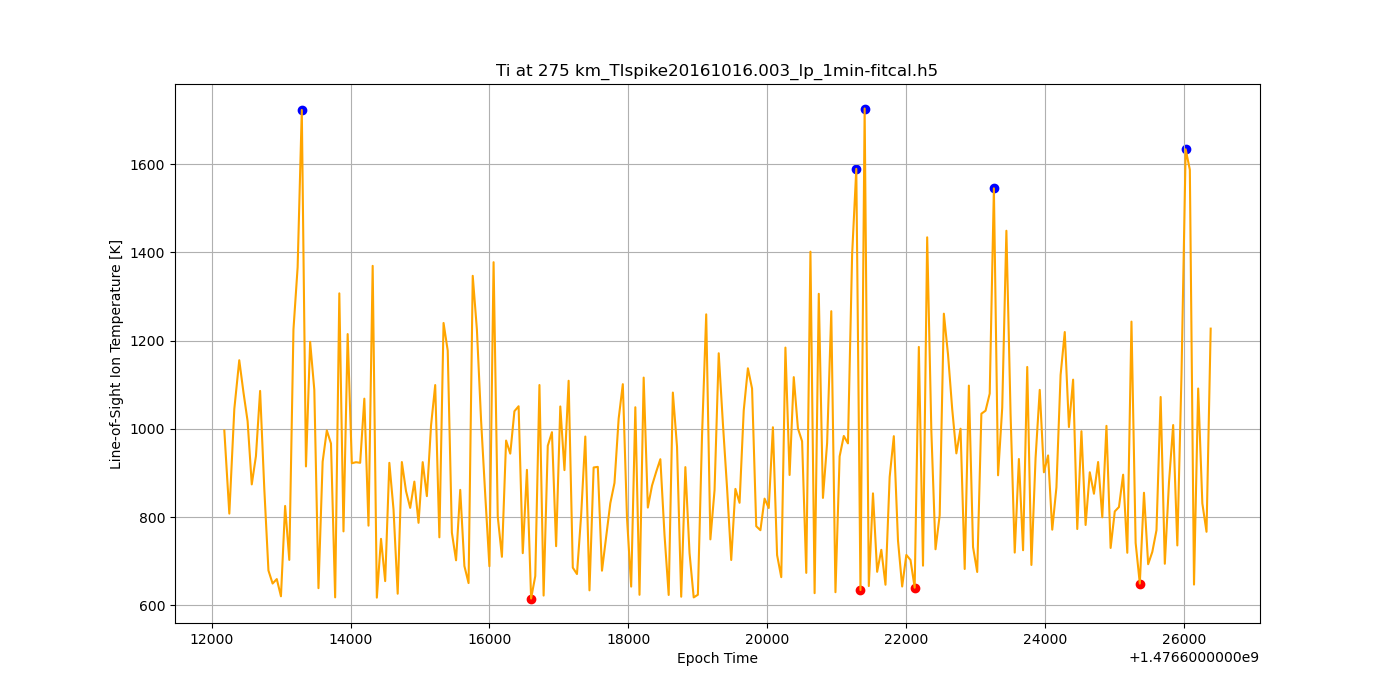 Ti at 275 km_TIspike20161016.003_lp_1min-fitcal.h5
Line-of-Sight Ion Temperature [K]
1600
1400
1200
1000
800
600
12000 14000 16000 18000 20000 22000 24000 26000
Epoch Time
+1.4766000000e9